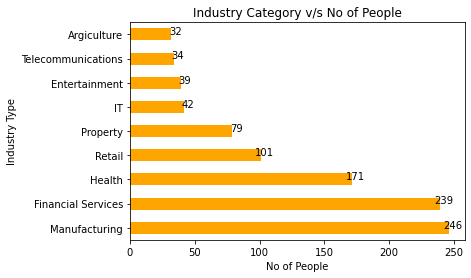 Industry Category v/s No of People
Industry Type
Argiculture 32
Telecommunications 34
Entertainment 39
IT 42
Property 79
Retail 101
Health 171
Financial Services 239
Manufacturing 246
0 50 100 150 200 250
No of People